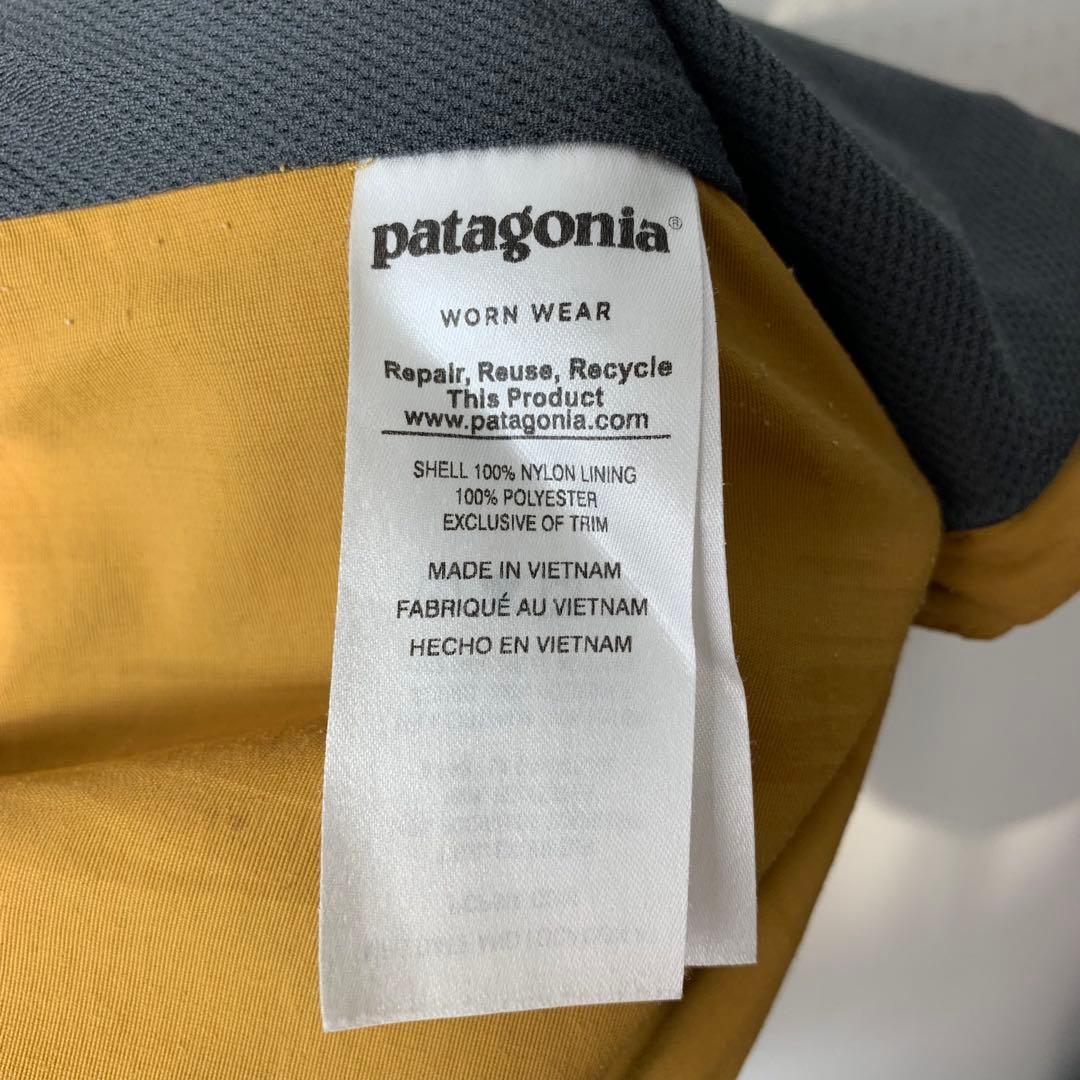 patagonia®
WORN WEAR
Repair, Reuse, Recycle
This Product
www.patagonia.com
SHELL 100% NYLON LINING
100% POLYESTER
EXCLUSIVE OF TRIM
MADE IN VIETNAM
FABRIQUÉ AU VIETNAM
HECHO EN VIETNAM